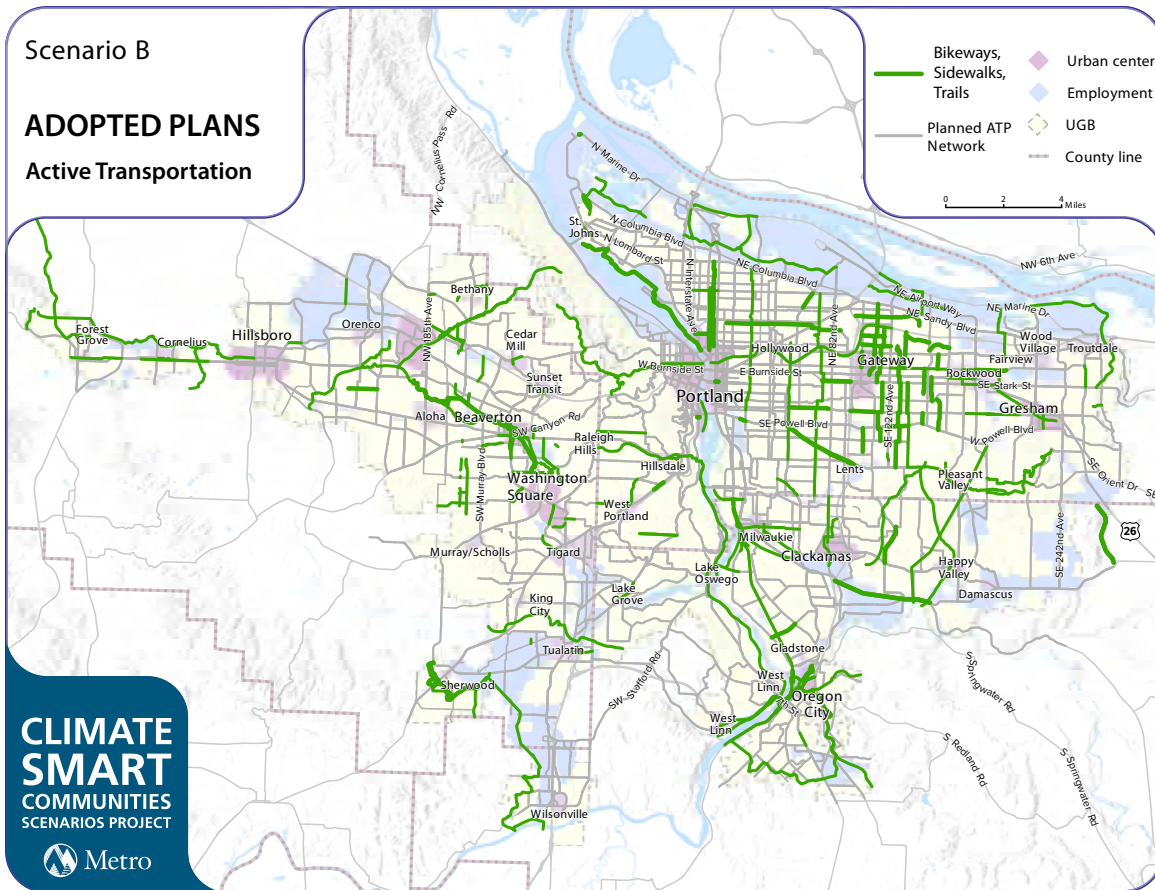 Scenario B
ADOPTED PLANS
Active Transportation
Bikeways,
Sidewalks,
Trails
Planned ATP
Network
Urban center
Employment
UGB
County line
0 2 4 Miles
NW Cornelius Pass Rd
N Marine Dr
St.
Johns
N Columbia Blvd
N Lombard St
N Interstate Ave
NE Columbia Blvd
NW 6th Ave
NE Airport Way
NE Marine Dr
NE Sandy Blvd
Bethany
NW 185th Ave
Forest
Grove
Cornelius
Hillsboro
Orenco
Cedar
Mill
Sunset
Transit
W Burnside St
Hollywood
NE 82nd Ave
E Burnside St
Gateway
Wood
Village
Troutdale
Fairview
Rockwood
SE Stark St
Portland
Gresham
Aloha
Beaverton
SW Canyon Rd
SE Powell Blvd
SE 122nd Ave
W Powell Blvd
Raleigh
Hills
Hillsdale
Lents
Pleasant
Valley
SE Orient Dr
SE
SW Murray Blvd
Washington
Square
West
Portland
26
Murray/Scholls
Tigard
Milwaukie
Clackamas
SE 242nd Ave
Happy
Valley
Lake
Oswego
Lake
Grove
Damascus
King
City
Tualatin
Gladstone
SW Stafford Rd
Sherwood
West
Linn
Oregon
City
7th St
West
Linn
S Springwater Rd
S Redland Rd
S Springwater Rd
Wilsonville
CLIMATE
SMART
COMMUNITIES
SCENARIOS PROJECT
Metro